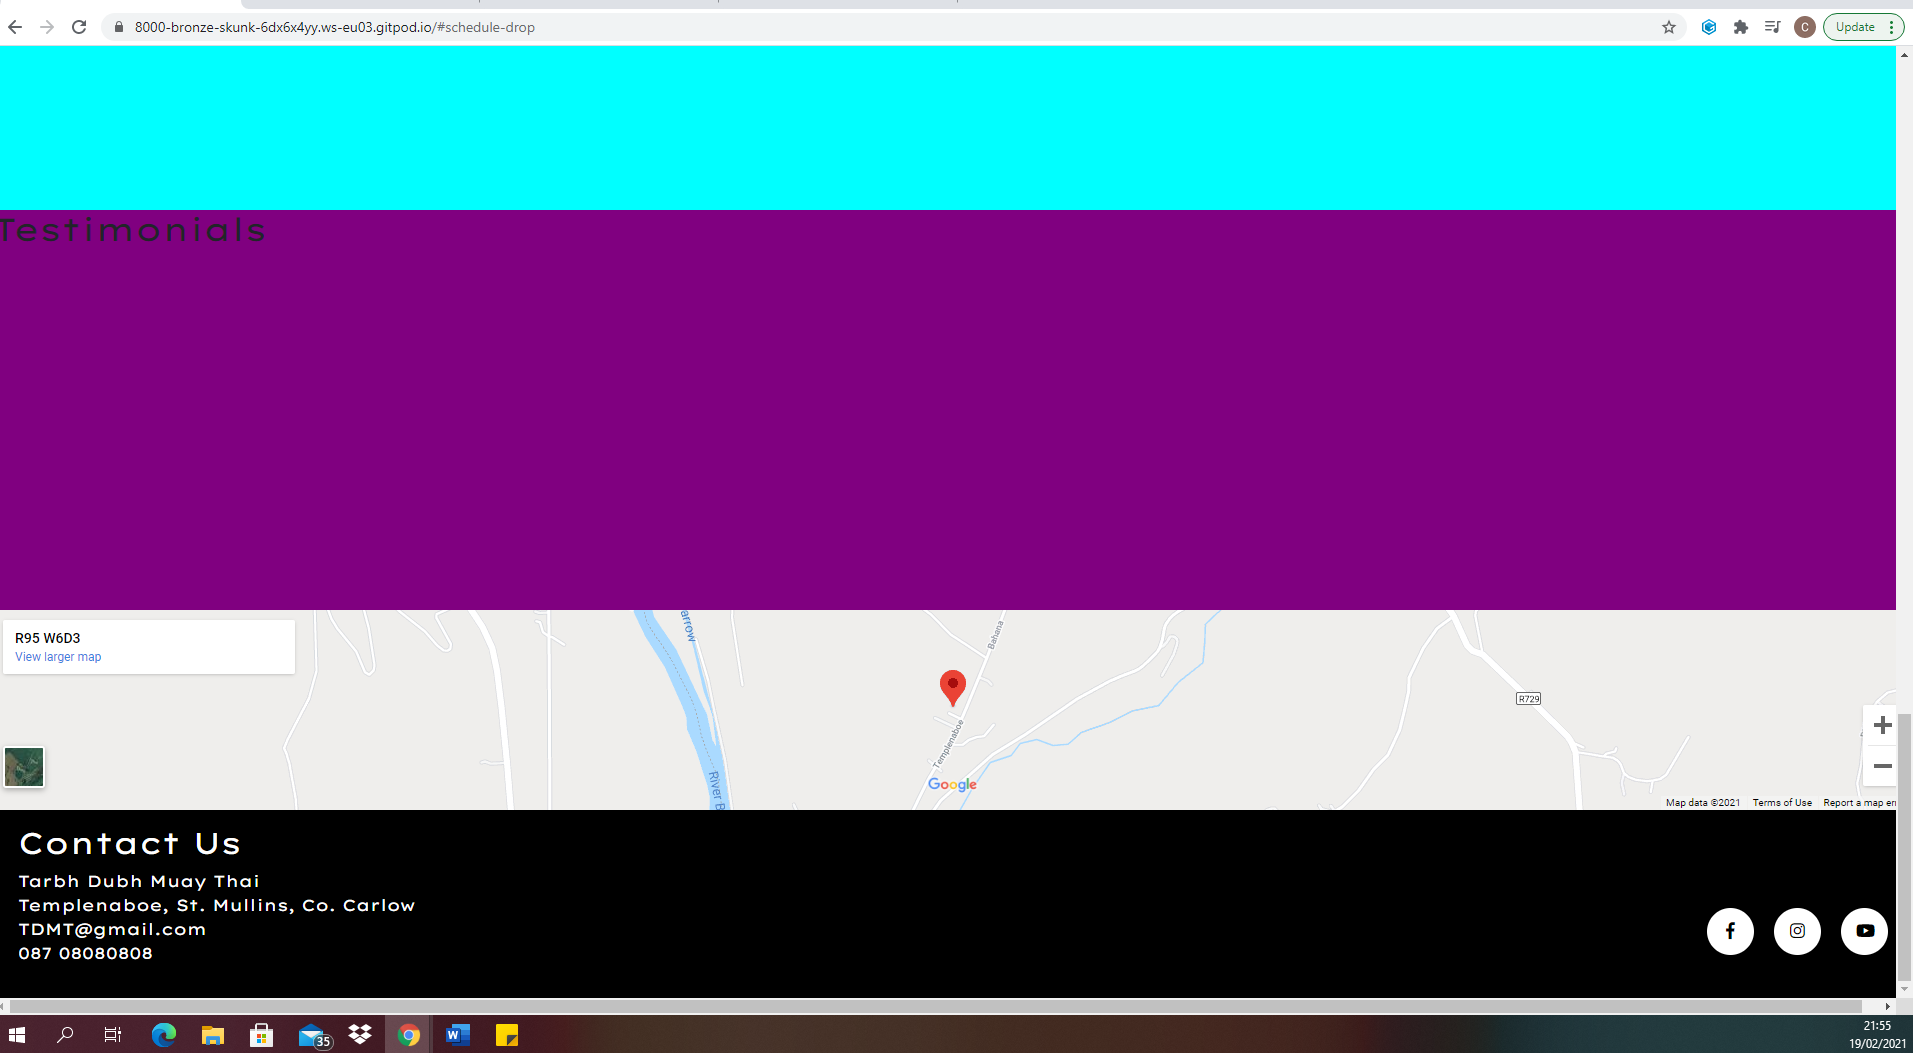 8000-bronze-skunk-6dx6x4yy.ws-eu03.gitpod.io/#schedule-drop
C
Update
Testimonials
R95 W6D3
View larger map
arrow
Bahana
R729
Templenaboe
River B
Google
Map data ©2021 Terms of Use Report a map er
Contact Us
Tarbh Dubh Muay Thai
Templenaboe, St. Mullins, Co. Carlow
TDMT@gmail.com
087 08080808
35
W
21:55
19/02/2021